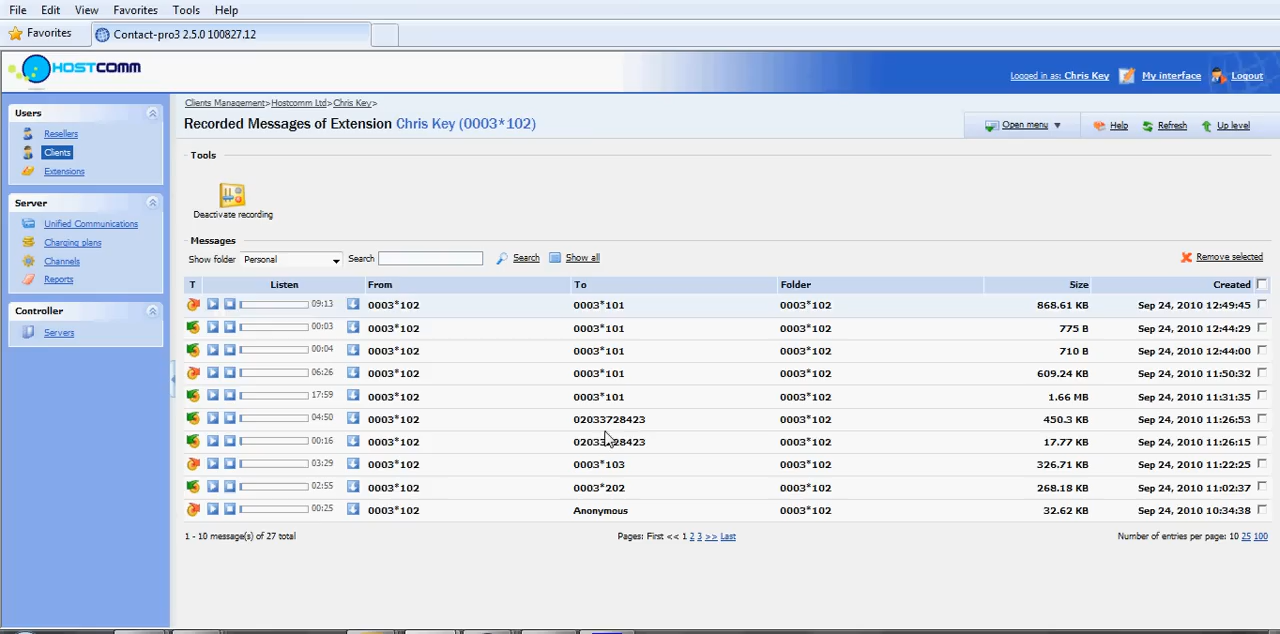 File Edit View Favorites Tools Help
Favorites Contact-pro3 2.5.0 100827.12
HOSTCOMM
Logged in as: Chris Key My interface Logout
Users
Resellers
Clients
Extensions
Server
Unified Communications
Charging plans
Channels
Reports
Controller
Servers
Clients Management> Hostcomm Ltd> Chris Key>
Recorded Messages of Extension Chris Key (0003*102)
Open menu Help Refresh Up level
Tools
Deactivate recording
Messages
Show folder Personal Search Search Show all Remove selected
T Listen From To Folder Size Created
09:13 0003*102 0003*101 0003*102 868.61 KB Sep 24, 2010 12:49:45
00:03 0003*102 0003*101 0003*102 775 B Sep 24, 2010 12:44:29
00:04 0003*102 0003*101 0003*102 710 B Sep 24, 2010 12:44:00
06:26 0003*102 0003*101 0003*102 609.24 KB Sep 24, 2010 11:50:32
17:59 0003*102 0003*101 0003*102 1.66 MB Sep 24, 2010 11:31:35
04:50 0003*102 02033728423 0003*102 450.3 KB Sep 24, 2010 11:26:53
00:16 0003*102 02033728423 0003*102 17.77 KB Sep 24, 2010 11:26:15
03:29 0003*102 0003*103 0003*102 326.71 KB Sep 24, 2010 11:22:25
02:55 0003*102 0003*202 0003*102 268.18 KB Sep 24, 2010 11:02:37
00:25 0003*102 Anonymous 0003*102 32.62 KB Sep 24, 2010 10:34:38
1 - 10 message(s) of 27 total Pages: First << 1 2 3 >> Last Number of entries per page: 10 25 100